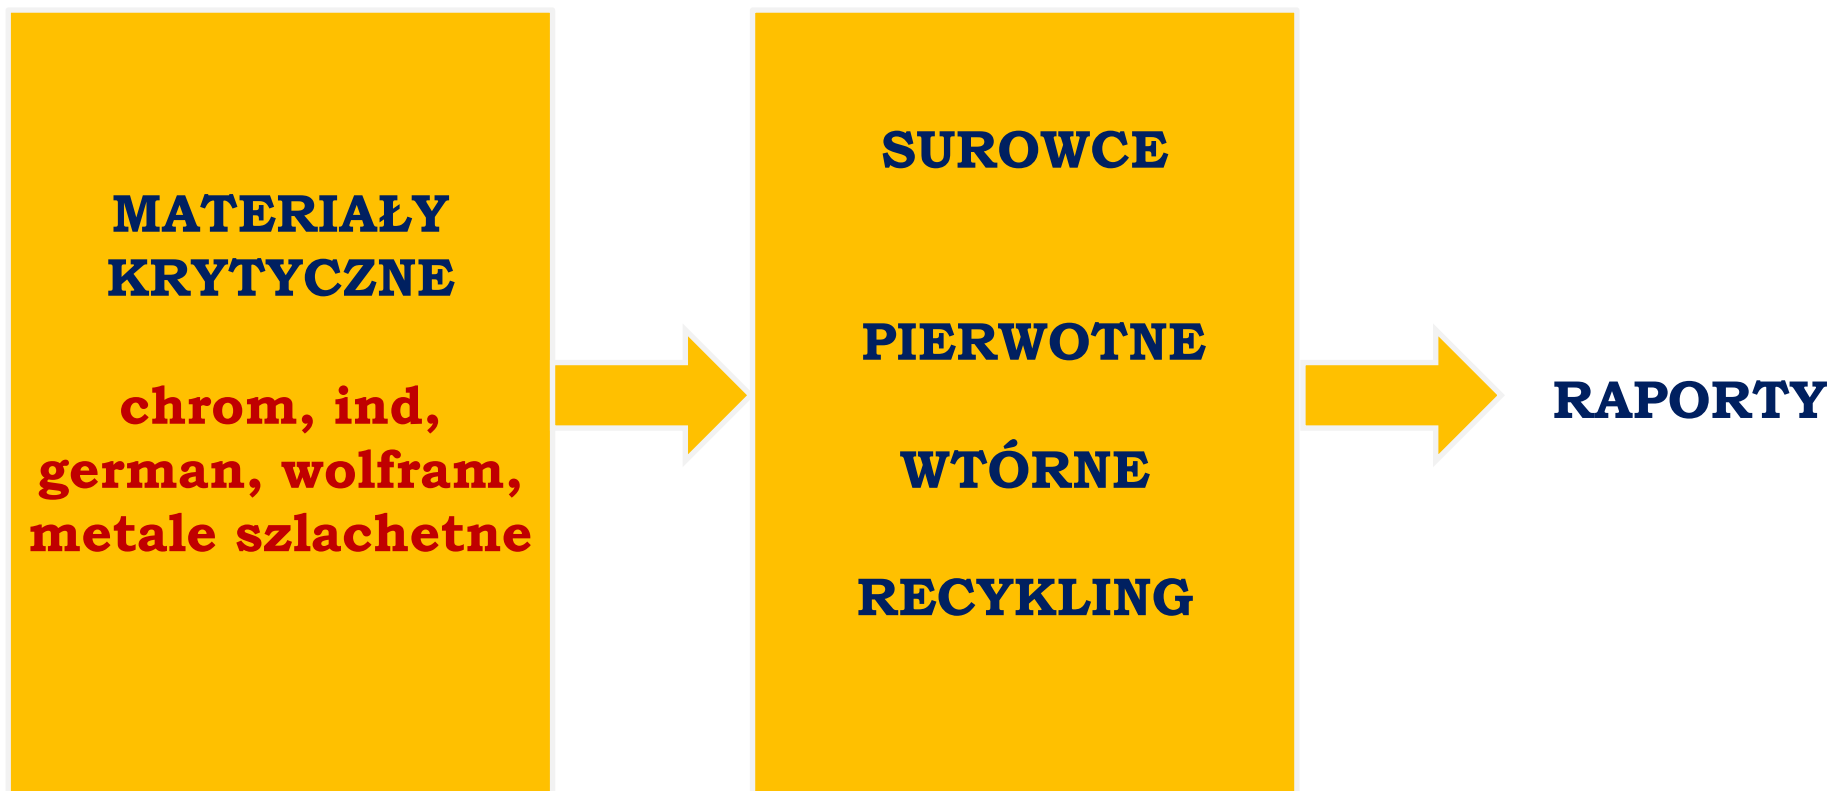 MATERIAŁY
KRYTYCZNE
chrom, ind,
german, wolfram,
metale szlachetne
SUROWCE
PIERWOTNE
WTÓRNE
RECYKLING
RAPORTY